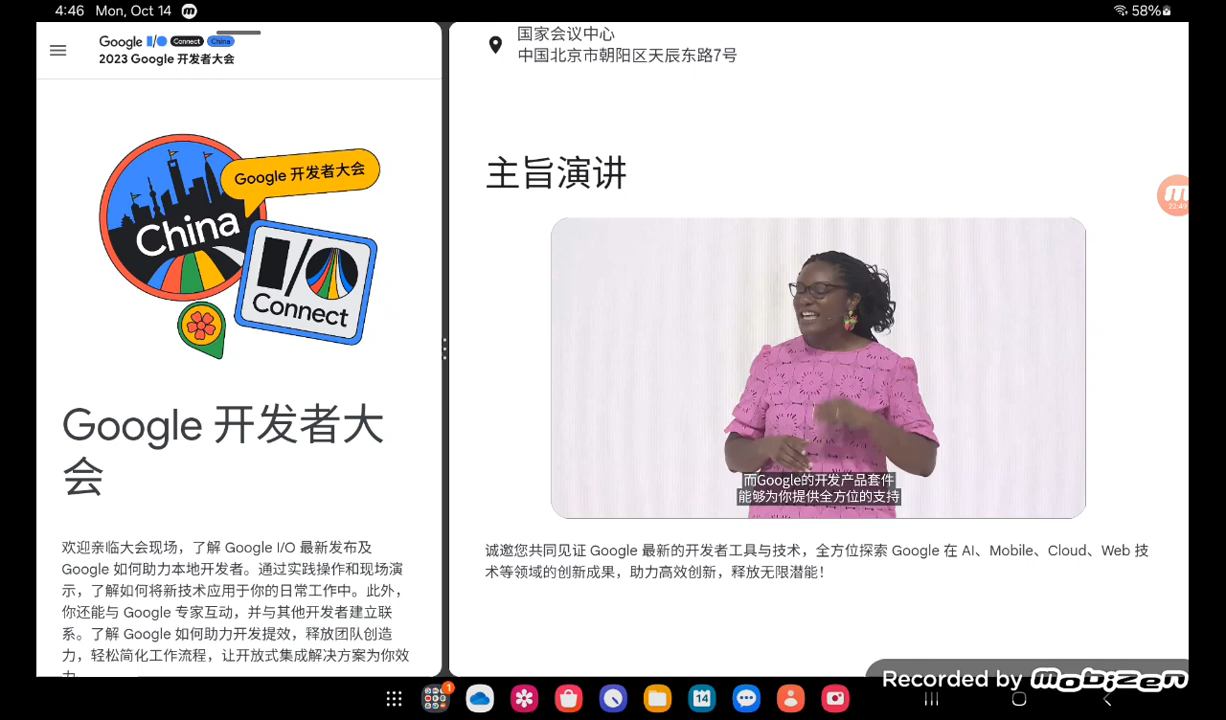 4:46 Mon, Oct 14
58%
Google I/O Connect China
2023 Google 开发者大会
Google 开发者大会
China
I/O
Connect
Google 开发者大
会
欢迎亲临大会现场，了解 Google I/O 最新发布及
Google 如何助力本地开发者。通过实践操作和现场演
示，了解如何将新技术应用于你的日常工作中。此外，
你还能与 Google 专家互动，并与其他开发者建立联
系。了解 Google 如何助力开发提效，释放团队创造
力，轻松简化工作流程，让开放式集成解决方案为你效
力。
国家会议中心
中国北京市朝阳区天辰东路7号
主旨演讲
22:49
而Google的开发产品套件
能够为你提供全方位的支持
诚邀您共同见证 Google 最新的开发者工具与技术，全方位探索 Google 在 AI、Mobile、Cloud、Web 技
术等领域的创新成果，助力高效创新，释放无限潜能！
Recorded by mobizen
1
14